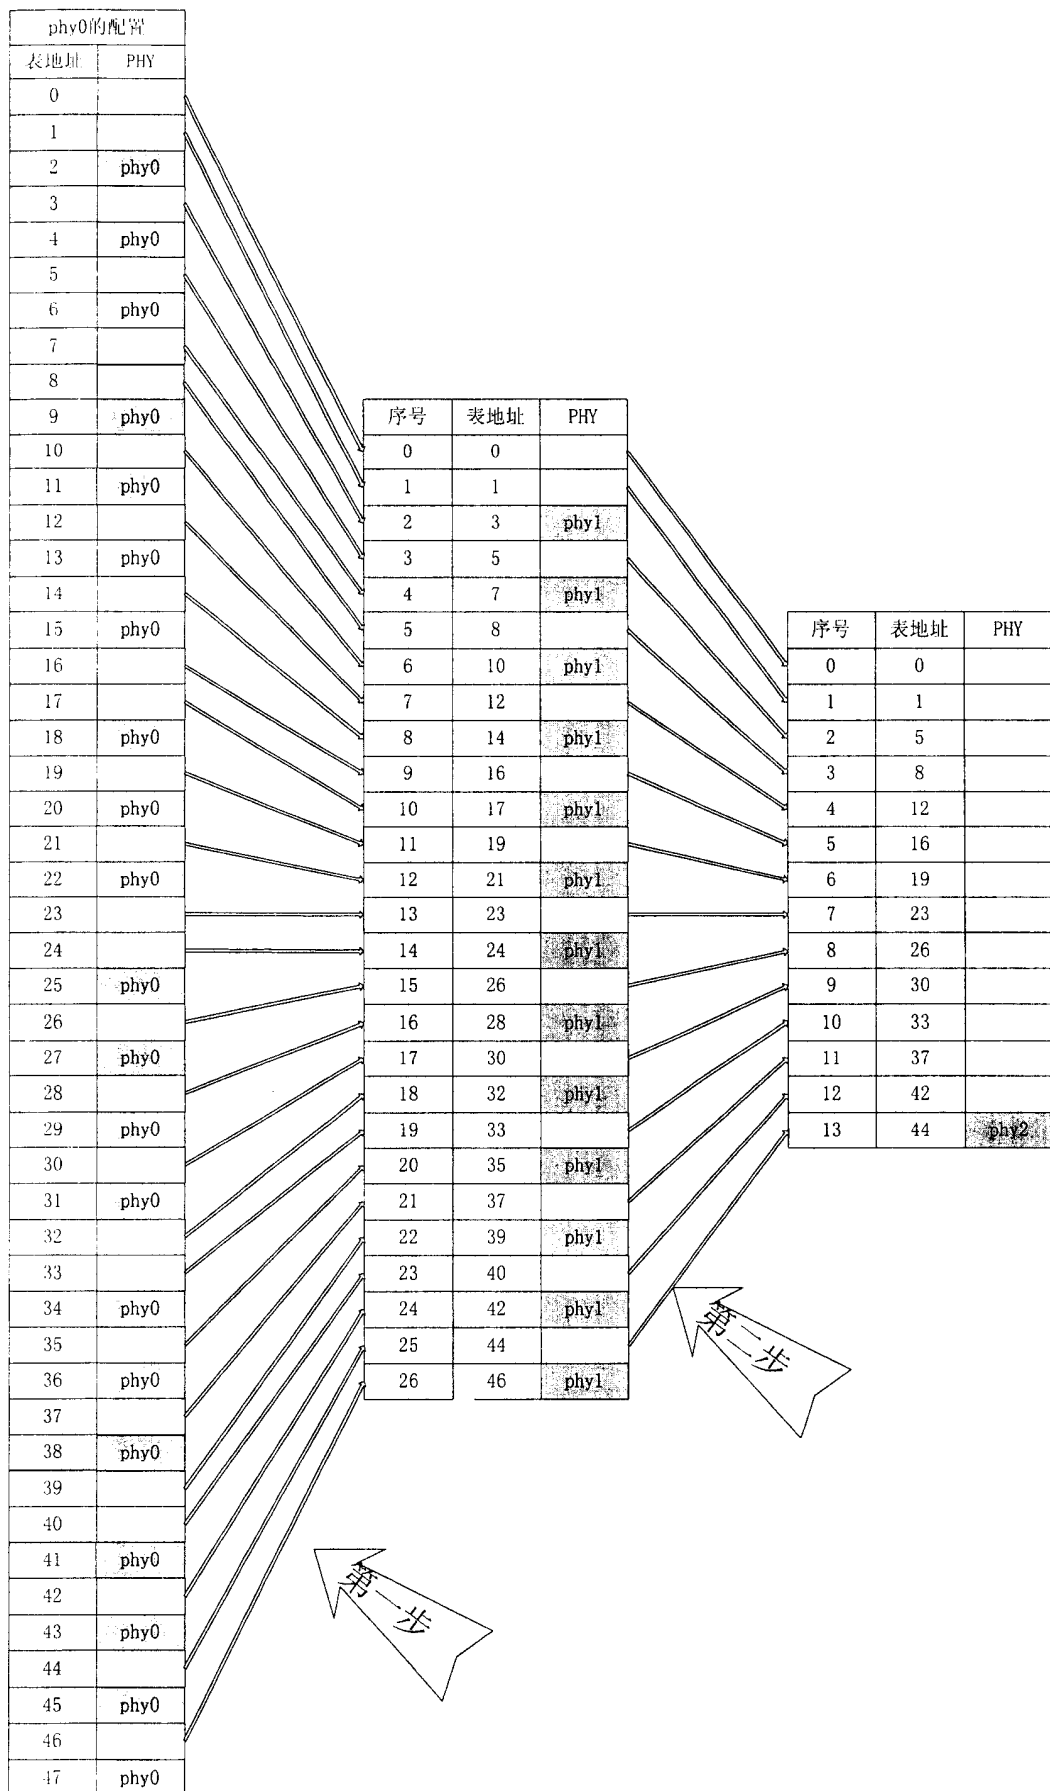 phy0的配置
表地址 PHY
0
1
2 phy0
3
4 phy0
5
6 phy0
7
8
9 phy0
10
11 phy0
12
13 phy0
14
15 phy0
16
17
18 phy0
19
20 phy0
21
22 phy0
23
24
25 phy0
26
27 phy0
28
29 phy0
30
31 phy0
32
33
34 phy0
35
36 phy0
37
38 phy0
39
40
41 phy0
42
43 phy0
44
45 phy0
46
47 phy0
第一步
序号 表地址 PHY
0 0
1 1
2 3 phy1
3 5
4 7 phy1
5 8
6 10 phy1
7 12
8 14 phy1
9 16
10 17 phy1
11 19
12 21 phy1
13 23
14 24 phy1
15 26
16 28 phy1
17 30
18 32 phy1
19 33
20 35 phy1
21 37
22 39 phy1
23 40
24 42 phy1
25 44
26 46 phy1
第二步
序号 表地址 PHY
0 0
1 1
2 5
3 8
4 12
5 16
6 19
7 23
8 26
9 30
10 33
11 37
12 42
13 44 phy2